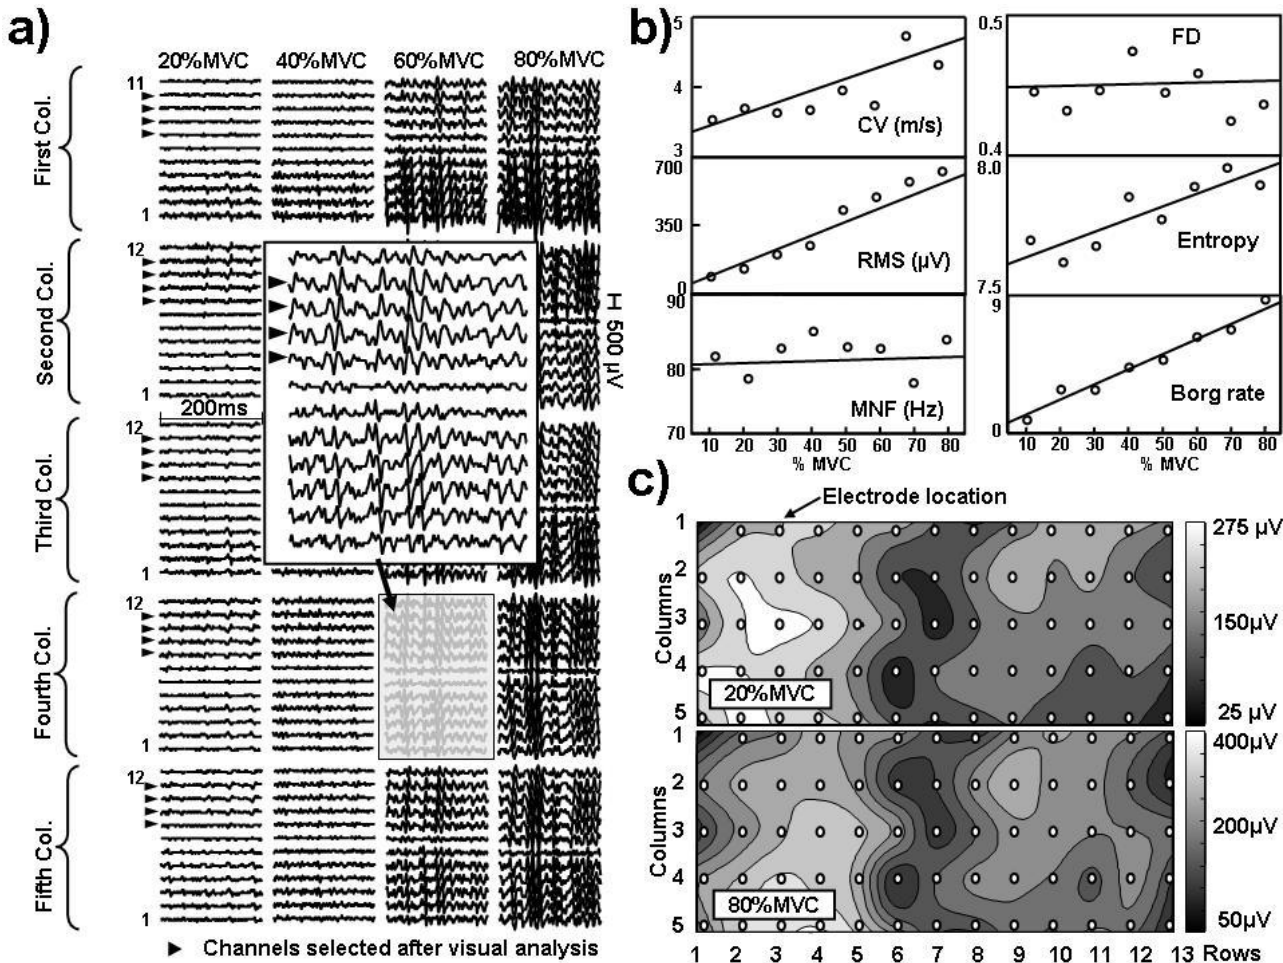 a)
20%MVC 40%MVC 60%MVC 80%MVC
First Col.
11
1
Second Col.
12
1
H 500 µV
200ms
Third Col.
12
1
Fourth Col.
12
1
Fifth Col.
12
1
► Channels selected after visual analysis
b)
5
4
3
CV (m/s)
700
350
0
RMS (µV)
90
80
70
MNF (Hz)
10 20 30 40 50 60 70 80
% MVC
0.5
0.4
FD
8.0
7.5
Entropy
9
0
Borg rate
10 20 30 40 50 60 70 80
% MVC
c)
Electrode location
Columns
1
2
3
4
5
20%MVC
275 µV
150µV
25 µV
Columns
1
2
3
4
5
80%MVC
400µV
200µV
50µV
1 2 3 4 5 6 7 8 9 10 11 12 13 Rows